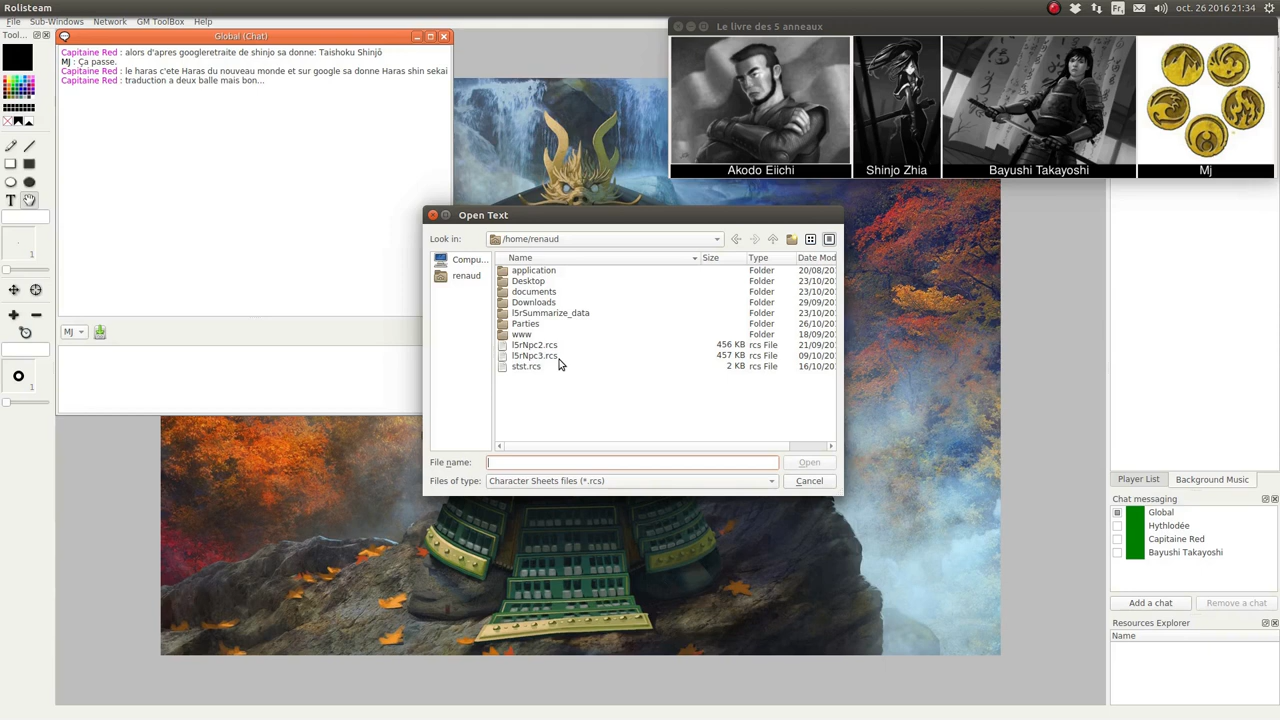 Rolisteam
Fr
oct. 26 2016 21:34
File Sub-Windows Network GM ToolBox Help
Tool...
Global (Chat)
Le livre des 5 anneaux
Capitaine Red : alors d'apres googleretraite de shinjo sa donne: Taishoku Shinjō
MJ : Ça passe.
Capitaine Red : le haras c'ete Haras du nouveau monde et sur google sa donne Haras shin sekai
Capitaine Red : traduction a deux balle mais bon...
Akodo Eiichi
Shinjo Zhia
Bayushi Takayoshi
Mj
T
1
MJ
1
Open Text
Look in: /home/renaud
Compu...
renaud
Name Size Type Date Mod
application Folder 20/08/20
Desktop Folder 23/10/20
documents Folder 23/10/20
Downloads Folder 29/09/20
l5rSummarize_data Folder 23/10/20
Parties Folder 26/10/20
www Folder 18/09/20
l5rNpc2.rcs 456 KB rcs File 21/09/20
l5rNpc3.rcs 457 KB rcs File 09/10/20
stst.rcs 2 KB rcs File 16/10/20
File name:
Open
Files of type: Character Sheets files (*.rcs)
Cancel
Player List Background Music
Chat messaging
Global
Hythlodée
Capitaine Red
Bayushi Takayoshi
Add a chat Remove a chat
Resources Explorer
Name